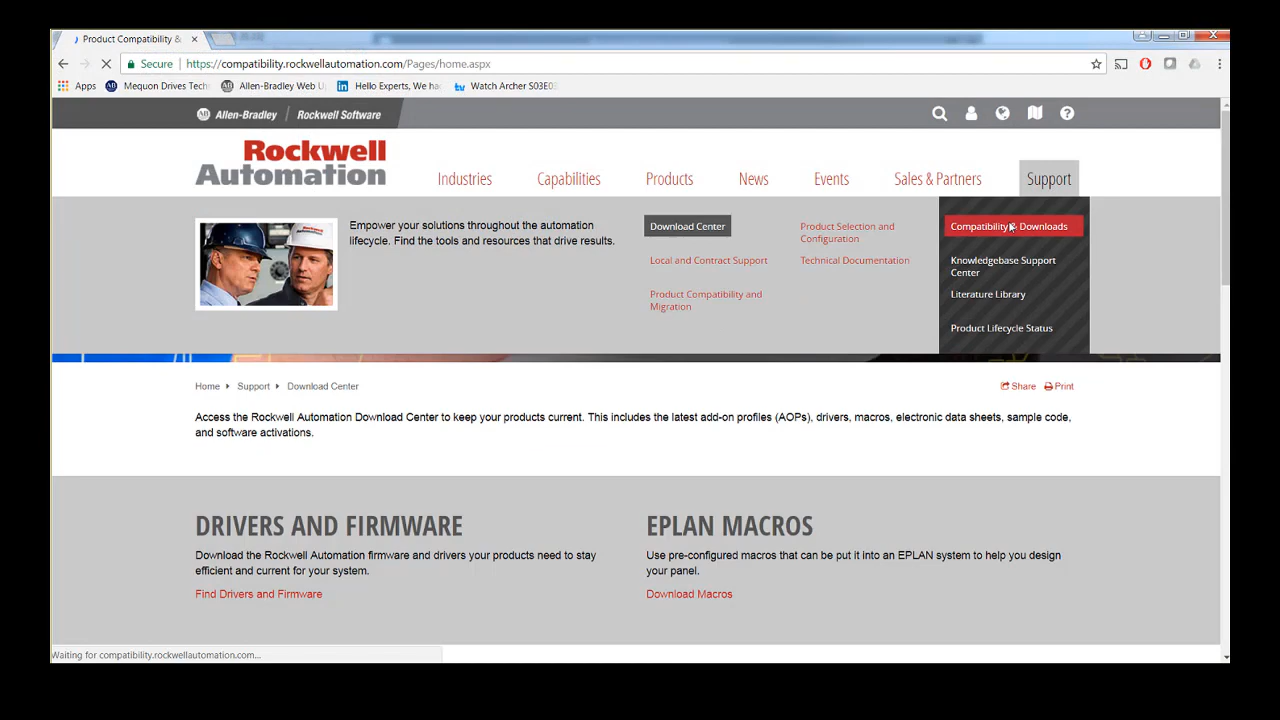 Product Compatibility &
Secure
https://compatibility.rockwellautomation.com/Pages/home.aspx
Apps
Mequon Drives Tech
Allen-Bradley Web U
Hello Experts, We ha
Watch Archer S03E03
Allen-Bradley
Rockwell Software
Rockwell
Automation
Industries
Capabilities
Products
News
Events
Sales & Partners
Support
Empower your solutions throughout the automation
lifecycle. Find the tools and resources that drive results.
Download Center
Local and Contract Support
Product Compatibility and
Migration
Product Selection and
Configuration
Technical Documentation
Compatibility & Downloads
Knowledgebase Support
Center
Literature Library
Product Lifecycle Status
Home
Support
Download Center
Share
Print
Access the Rockwell Automation Download Center to keep your products current. This includes the latest add-on profiles (AOPs), drivers, macros, electronic data sheets, sample code,
and software activations.
DRIVERS AND FIRMWARE
Download the Rockwell Automation firmware and drivers your products need to stay
efficient and current for your system.
Find Drivers and Firmware
EPLAN MACROS
Use pre-configured macros that can be put it into an EPLAN system to help you design
your panel.
Download Macros
Waiting for compatibility.rockwellautomation.com...